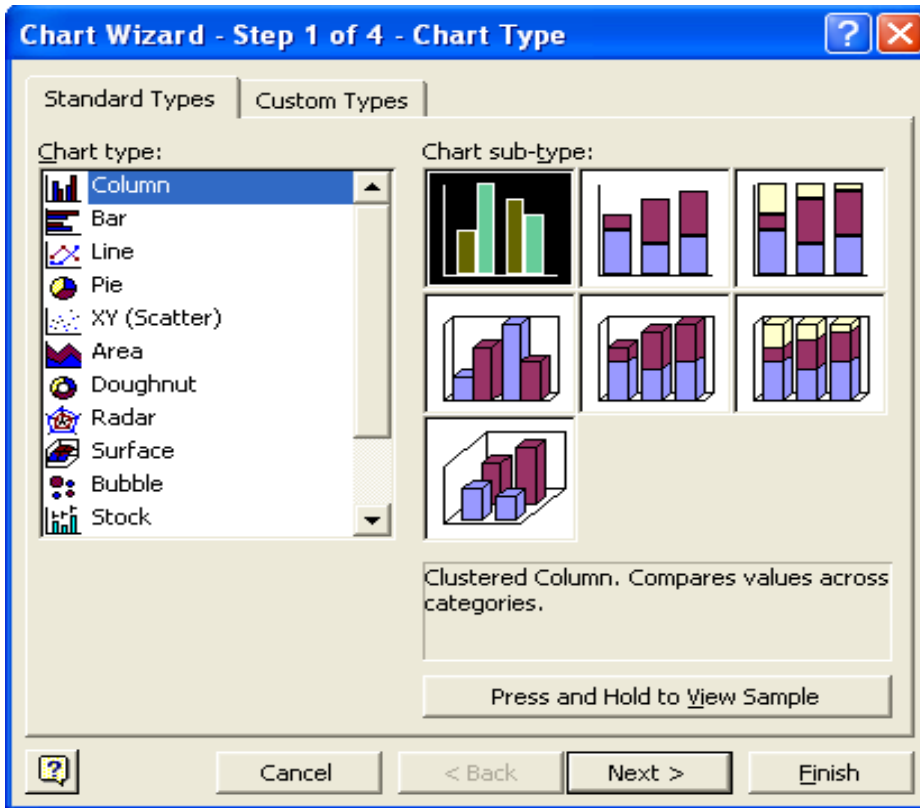 Chart Wizard - Step 1 of 4 - Chart Type
?
Standard Types
Custom Types
Chart type:
Column
Bar
Line
Pie
XY (Scatter)
Area
Doughnut
Radar
Surface
Bubble
Stock
Chart sub-type:
Clustered Column. Compares values across
categories.
Press and Hold to View Sample
?
Cancel
< Back
Next >
Finish